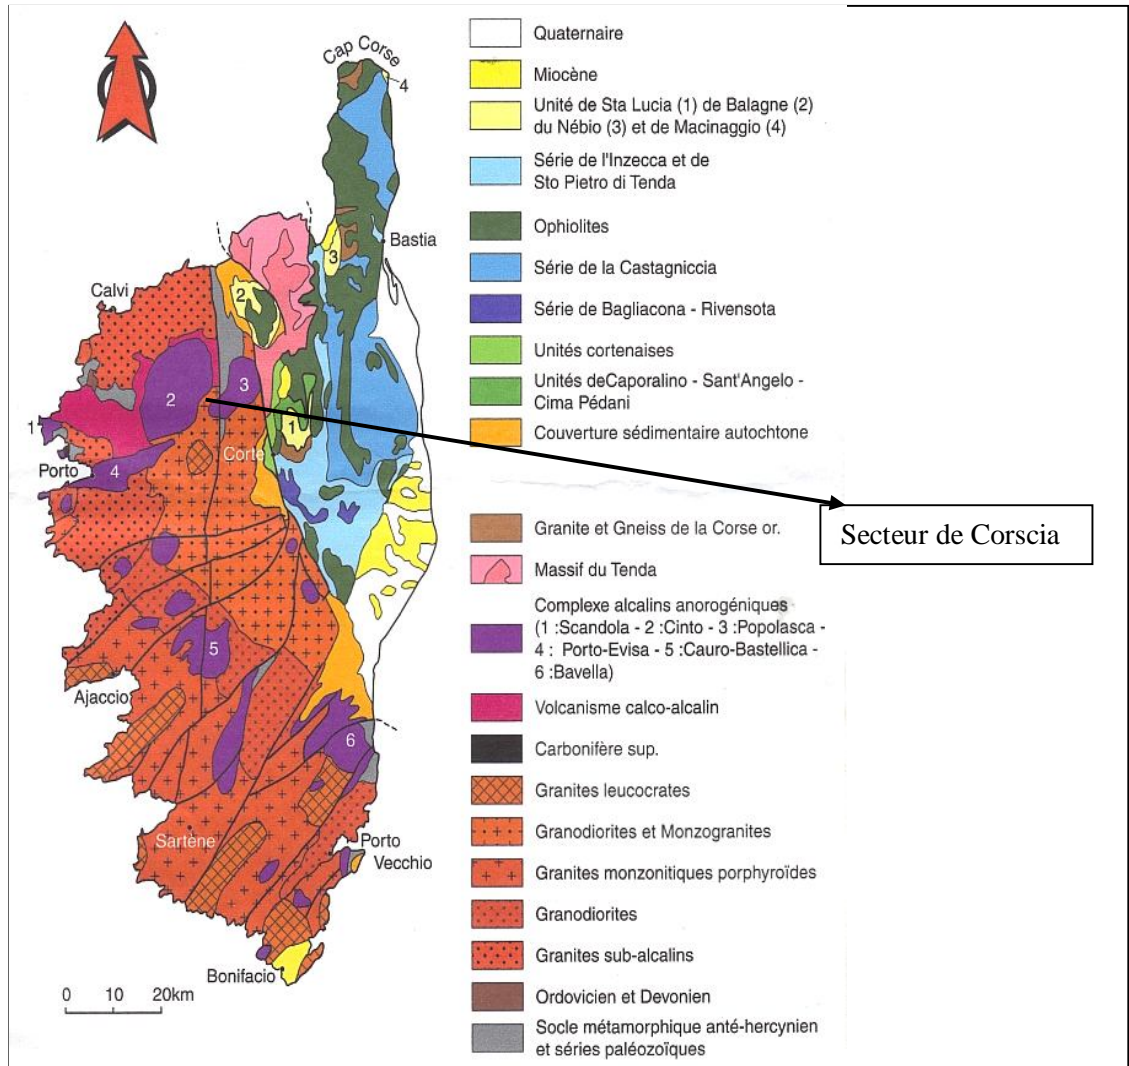 Cap Corse
4
Bastia
3
Calvi
2
2
3
1
1
Corte
Porto
4
5
Ajaccio
6
Sartène
Porto
Vecchio
Bonifacio
0 10 20km
Quaternaire
Miocène
Unité de Sta Lucia (1) de Balagne (2)
du Nébio (3) et de Macinaggio (4)
Série de l'Inzecca et de
Sto Pietro di Tenda
Ophiolites
Série de la Castagniccia
Série de Bagliacona - Rivensota
Unités cortenaises
Unités deCaporalino - Sant'Angelo -
Cima Pédani
Couverture sédimentaire autochtone
Granite et Gneiss de la Corse or.
Massif du Tenda
Complexe alcalins anorogéniques
(1 :Scandola - 2 :Cinto - 3 :Popolasca -
4 : Porto-Evisa - 5 :Cauro-Bastellica -
6 :Bavella)
Volcanisme calco-alcalin
Carbonifère sup.
Granites leucocrates
Granodiorites et Monzogranites
Granites monzonitiques porphyroïdes
Granodiorites
Granites sub-alcalins
Ordovicien et Devonien
Socle métamorphique anté-hercynien
et séries paléozoïques
Secteur de Corscia